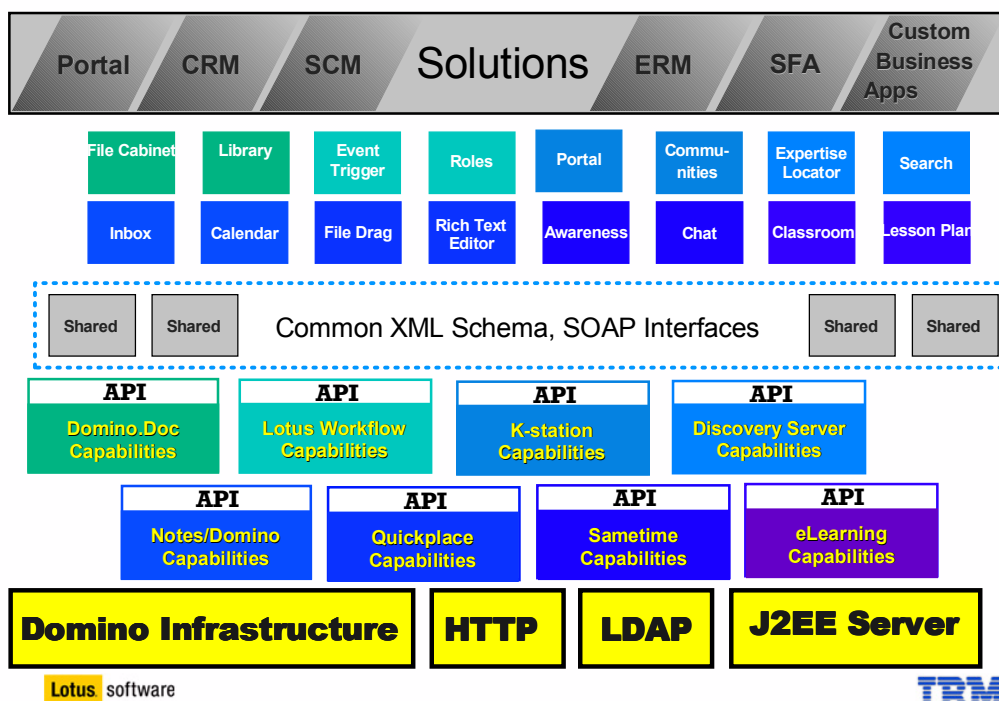 Portal CRM SCM Solutions ERM SFA Custom
Business
Apps
File Cabinet Library Event
Trigger Roles Portal Commu-
nities Expertise
Locator Search
Inbox Calendar File Drag Rich Text
Editor Awareness Chat Classroom Lesson Plan
Shared Shared Common XML Schema, SOAP Interfaces Shared Shared
API API API API
Domino.Doc
Capabilities
Lotus Workflow
Capabilities
K-station
Capabilities
Discovery Server
Capabilities
API API API API
Notes/Domino
Capabilities
Quickplace
Capabilities
Sametime
Capabilities
eLearning
Capabilities
Domino Infrastructure HTTP LDAP J2EE Server
Lotus. software IBM